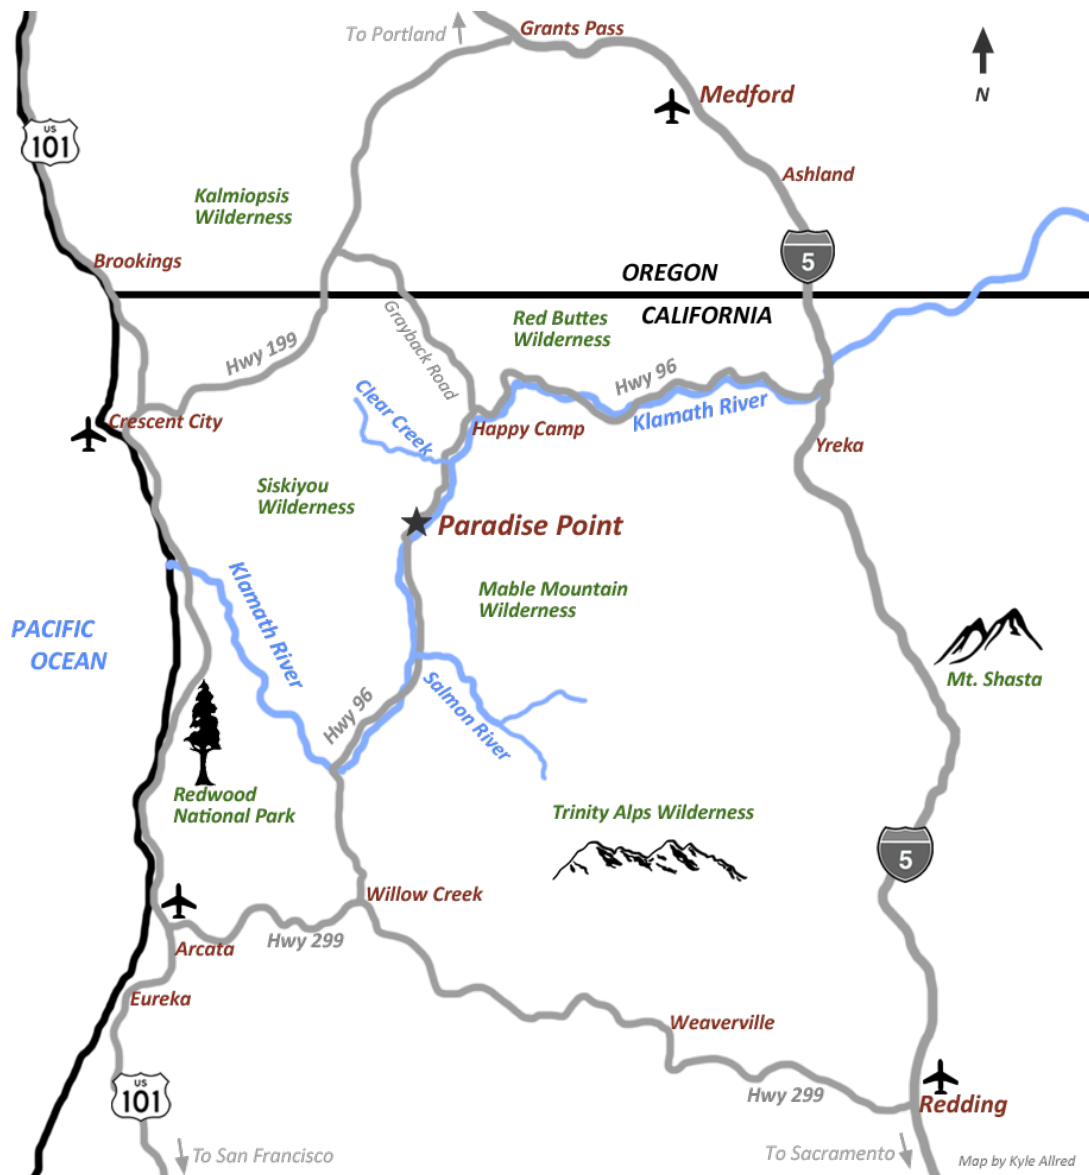 To Portland
Grants Pass
N
Medford
US
101
Ashland
Kalmiopsis
Wilderness
Brookings
5
OREGON
CALIFORNIA
Red Buttes
Wilderness
Grayback Road
Hwy 199
Hwy 96
Klamath River
Clear Creek
Crescent City
Happy Camp
Yreka
Siskiyou
Wilderness
Paradise Point
Klamath River
Mable Mountain
Wilderness
PACIFIC
OCEAN
Mt. Shasta
Salmon River
Hwy 96
Redwood
National Park
Trinity Alps Wilderness
5
Willow Creek
Hwy 299
Arcata
Eureka
Weaverville
US
101
Hwy 299
Redding
To San Francisco
To Sacramento
Map by Kyle Allred